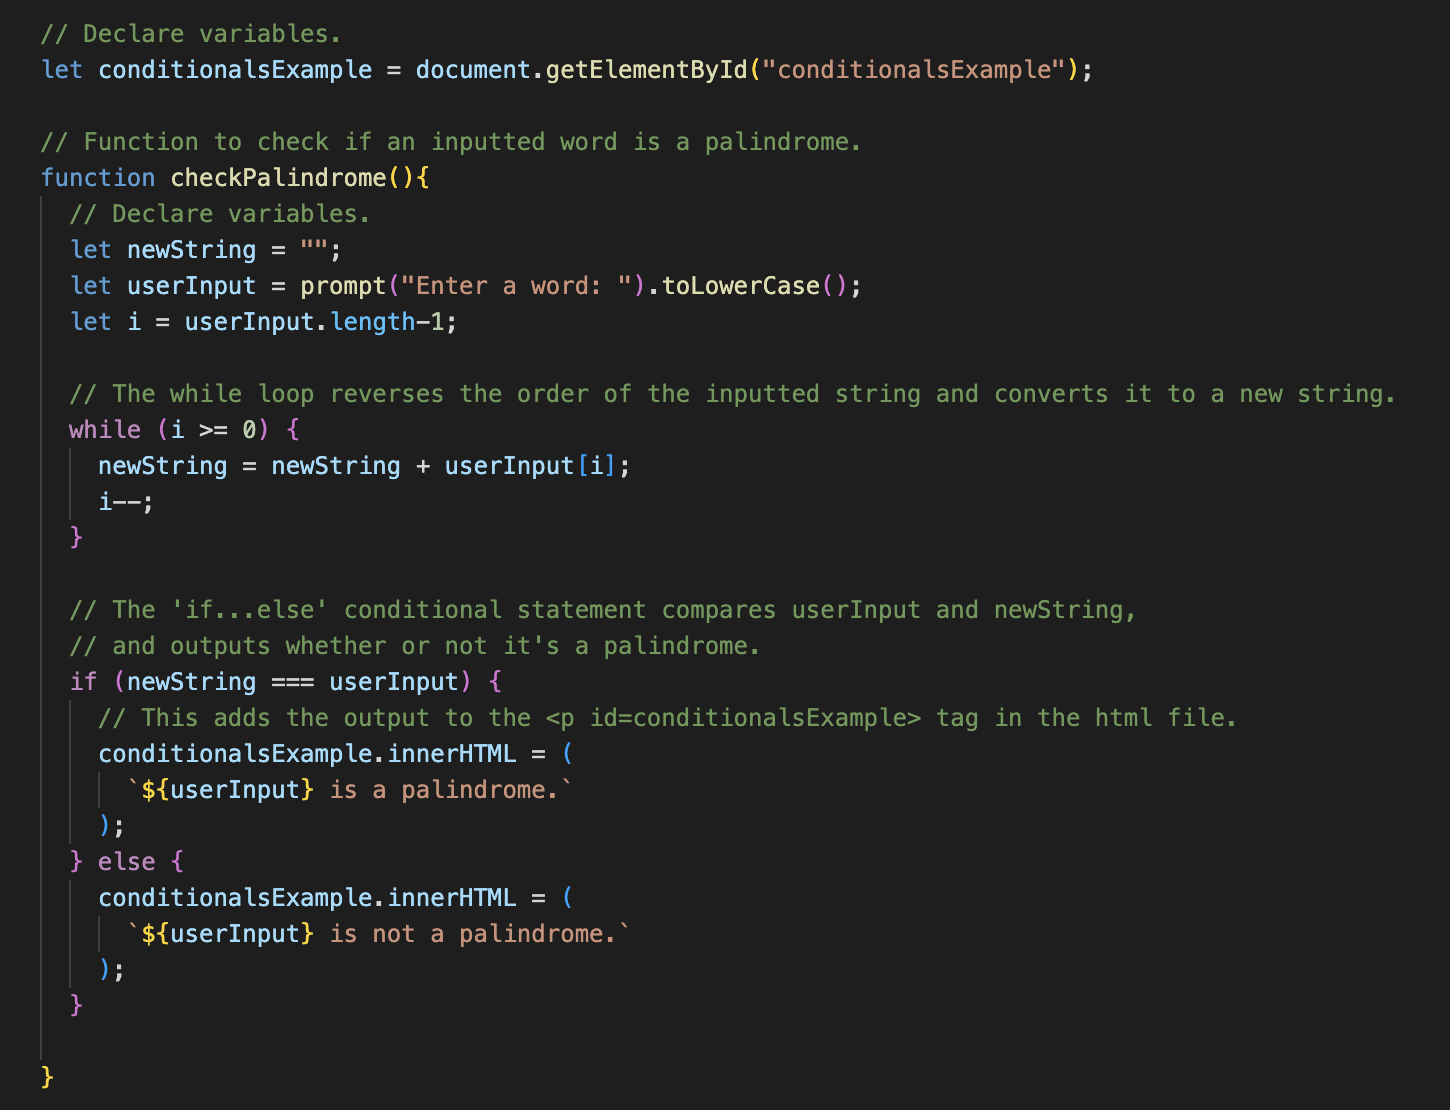 // Declare variables.
let conditionalsExample = document.getElementById("conditionalsExample");
// Function to check if an inputted word is a palindrome.
function checkPalindrome(){
// Declare variables.
let newString = "";
let userInput = prompt("Enter a word: ").toLowerCase();
let i = userInput.length-1;
// The while loop reverses the order of the inputted string and converts it to a new string.
while (i >= 0) {
newString = newString + userInput[i];
i--;
}
// The 'if...else' conditional statement compares userInput and newString,
// and outputs whether or not it's a palindrome.
if (newString === userInput) {
// This adds the output to the <p id=conditionalsExample> tag in the html file.
conditionalsExample.innerHTML = (
`${userInput} is a palindrome.`
);
} else {
conditionalsExample.innerHTML = (
`${userInput} is not a palindrome.`
);
}
}